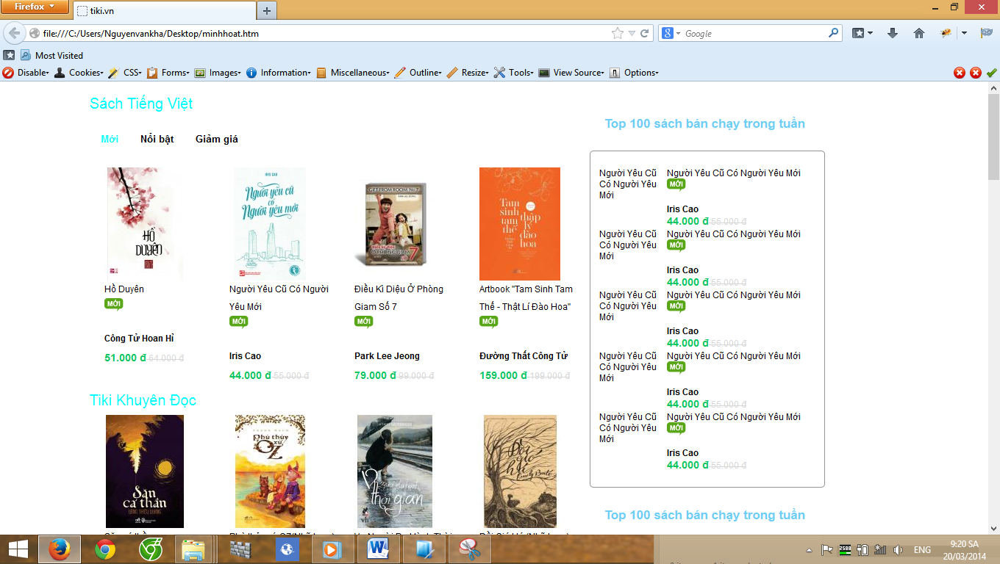 Firefox
tiki.vn
file:///C:/Users/Nguyenvankha/Desktop/minhhoat.htm
Google
Most Visited
Disable Cookies CSS Forms Images Information Miscellaneous Outline Resize Tools View Source Options
Sách Tiếng Việt
Mới Nổi bật Giảm giá
HỒ DUYÊN
IRIS CAO
Người yêu cũ có Người yêu mới
GIFT FROM ROOM No 7
7
Tam sinh tam thế
thập lý đào hoa
Hồ Duyên
MỚI
Công Tử Hoan Hỉ
51.000 đ 64.000 đ
Người Yêu Cũ Có Người
Yêu Mới
MỚI
Iris Cao
44.000 đ 55.000 đ
Điều Kì Diệu Ở Phòng
Giam Số 7
MỚI
Park Lee Jeong
79.000 đ 99.000 đ
Artbook "Tam Sinh Tam
Thế - Thật Lí Đào Hoa"
MỚI
Đường Thất Công Tử
159.000 đ 199.000 đ
Tiki Khuyên Đọc
Săn cá thần
Phù thủy xứ OZ
thời gian
Đồi gió hú
Emily Bronte
Top 100 sách bán chạy trong tuần
Người Yêu Cũ
Có Người Yêu
Mới
Người Yêu Cũ Có Người Yêu Mới
MỚI
Iris Cao
44.000 đ 55.000 đ
Người Yêu Cũ
Có Người Yêu
Mới
Người Yêu Cũ Có Người Yêu Mới
MỚI
Iris Cao
44.000 đ 55.000 đ
Người Yêu Cũ
Có Người Yêu
Mới
Người Yêu Cũ Có Người Yêu Mới
MỚI
Iris Cao
44.000 đ 55.000 đ
Người Yêu Cũ
Có Người Yêu
Mới
Người Yêu Cũ Có Người Yêu Mới
MỚI
Iris Cao
44.000 đ 55.000 đ
Người Yêu Cũ
Có Người Yêu
Mới
Người Yêu Cũ Có Người Yêu Mới
MỚI
Iris Cao
44.000 đ 55.000 đ
Top 100 sách bán chạy trong tuần
2588
ENG
9:20 SA
20/03/2014